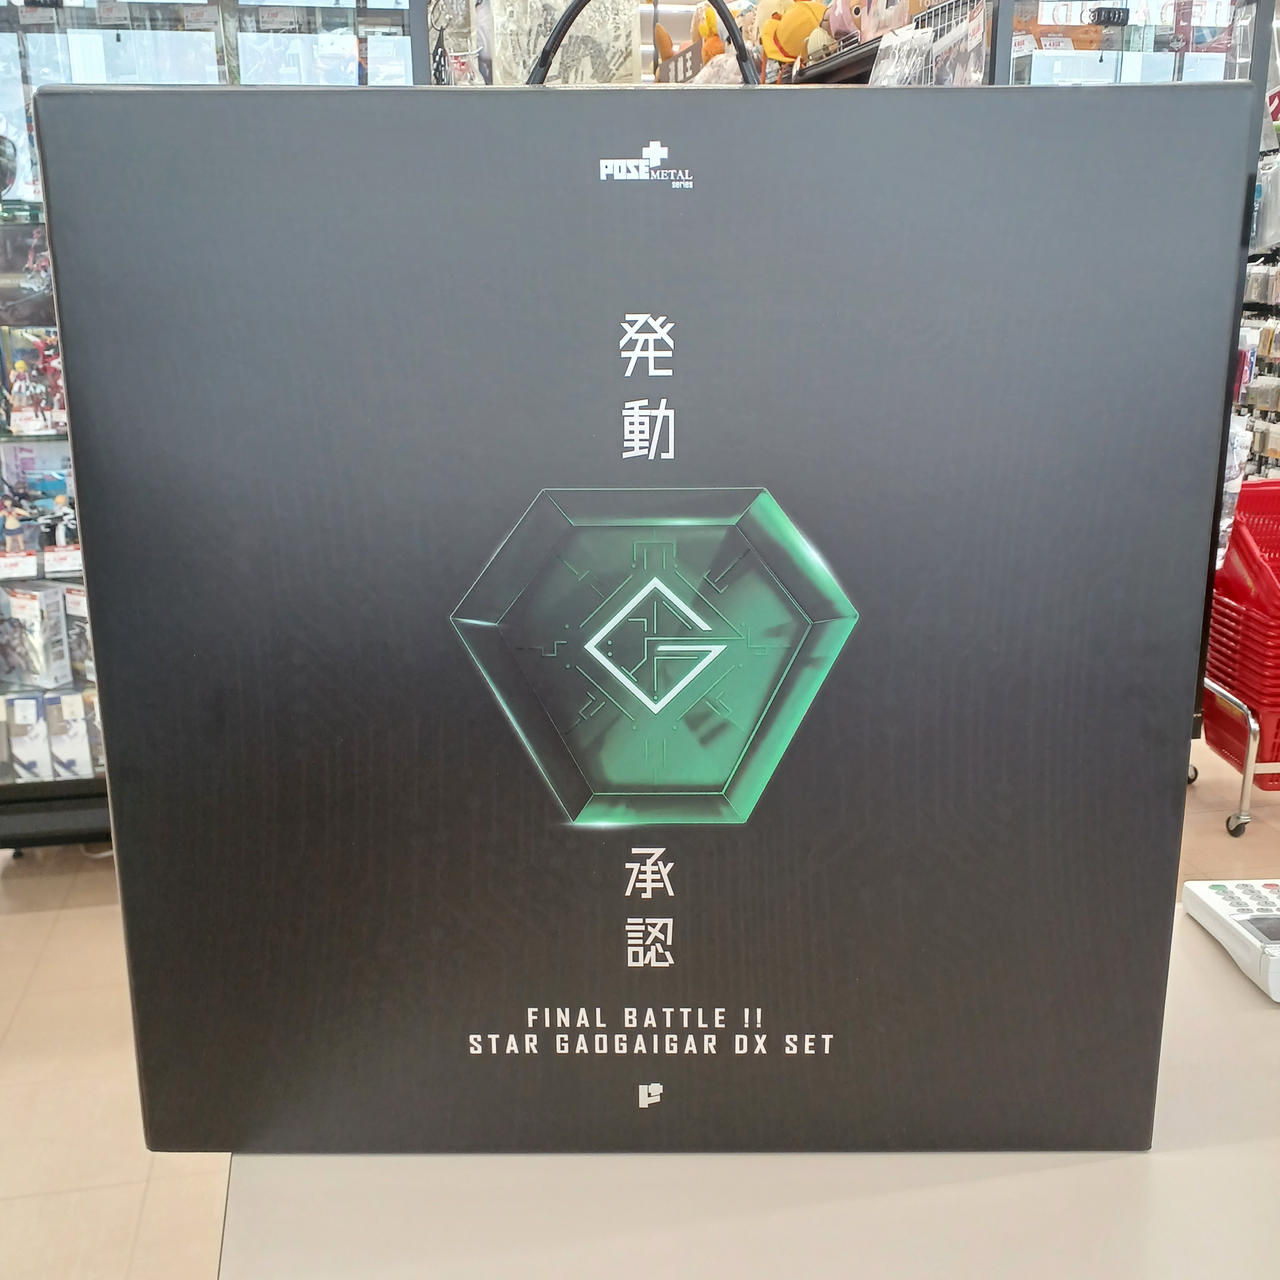 POSE+
METAL
series
発動
G
承認
FINAL BATTLE !!
STAR GAOGAIGAR DX SET